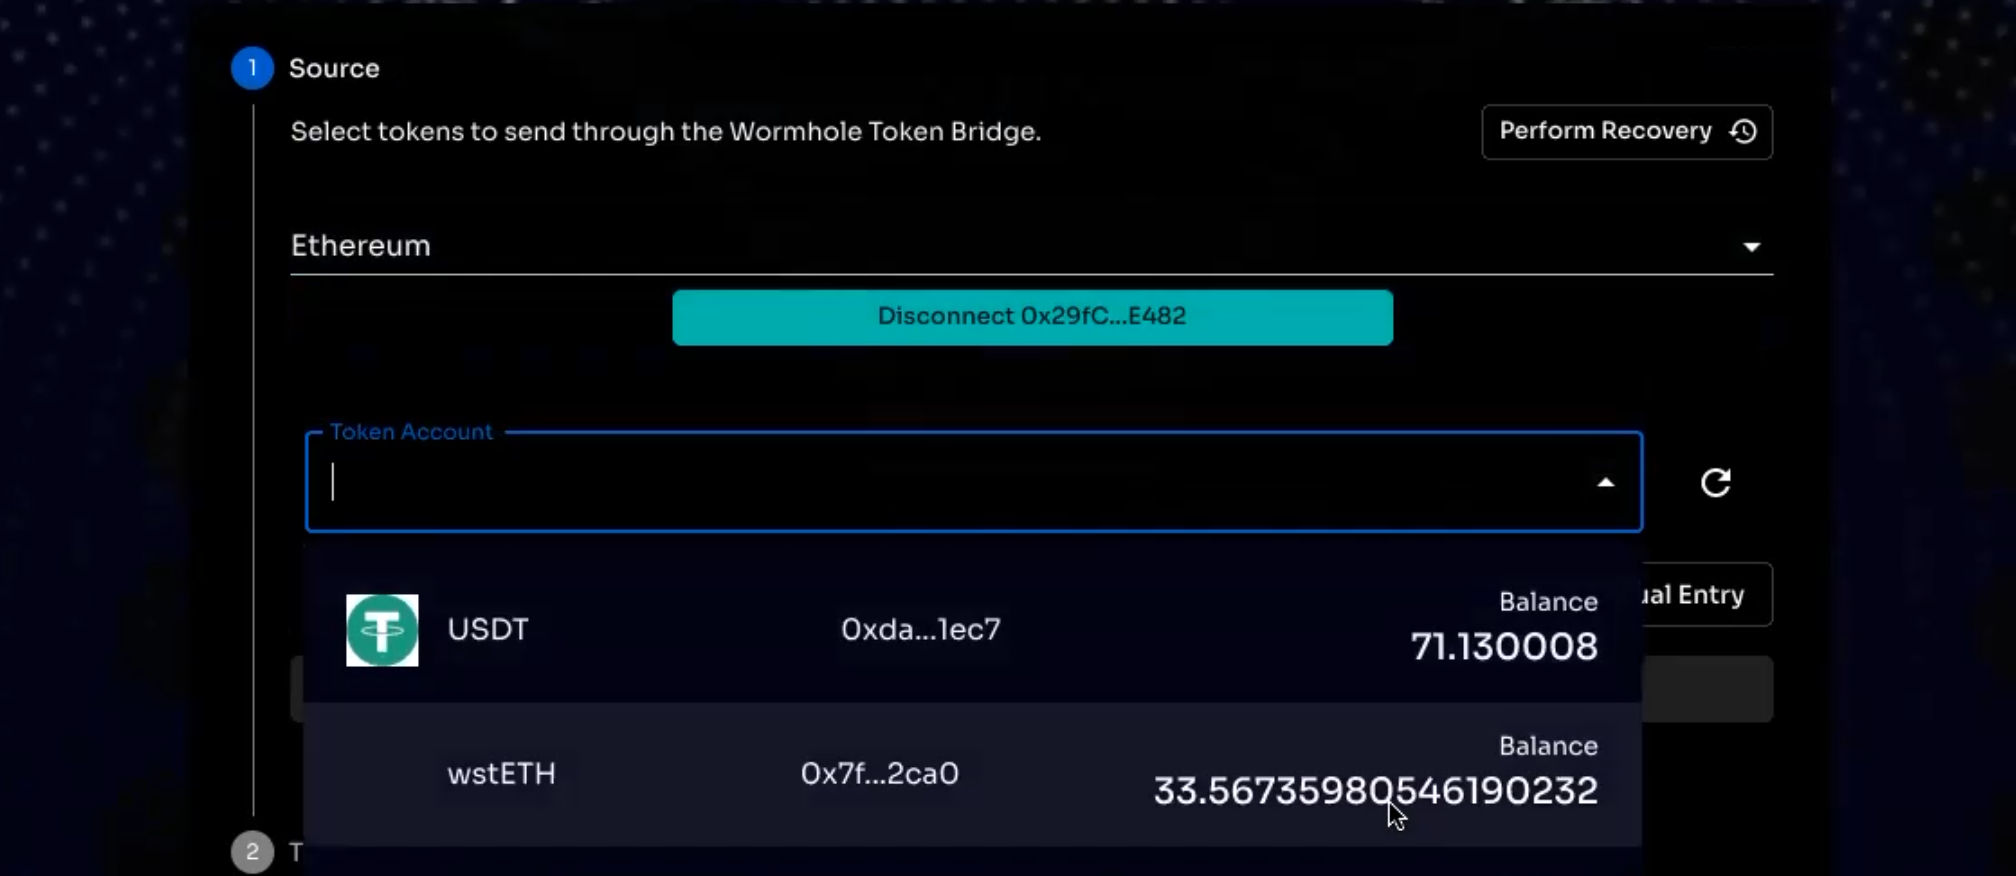 1 Source
Select tokens to send through the Wormhole Token Bridge.
Perform Recovery
Ethereum
Disconnect 0x29fC...E482
Token Account
USDT 0xda...1ec7 Balance 71.130008
ual Entry
wstETH 0x7f...2ca0 Balance 33.567359805546190232
2 T